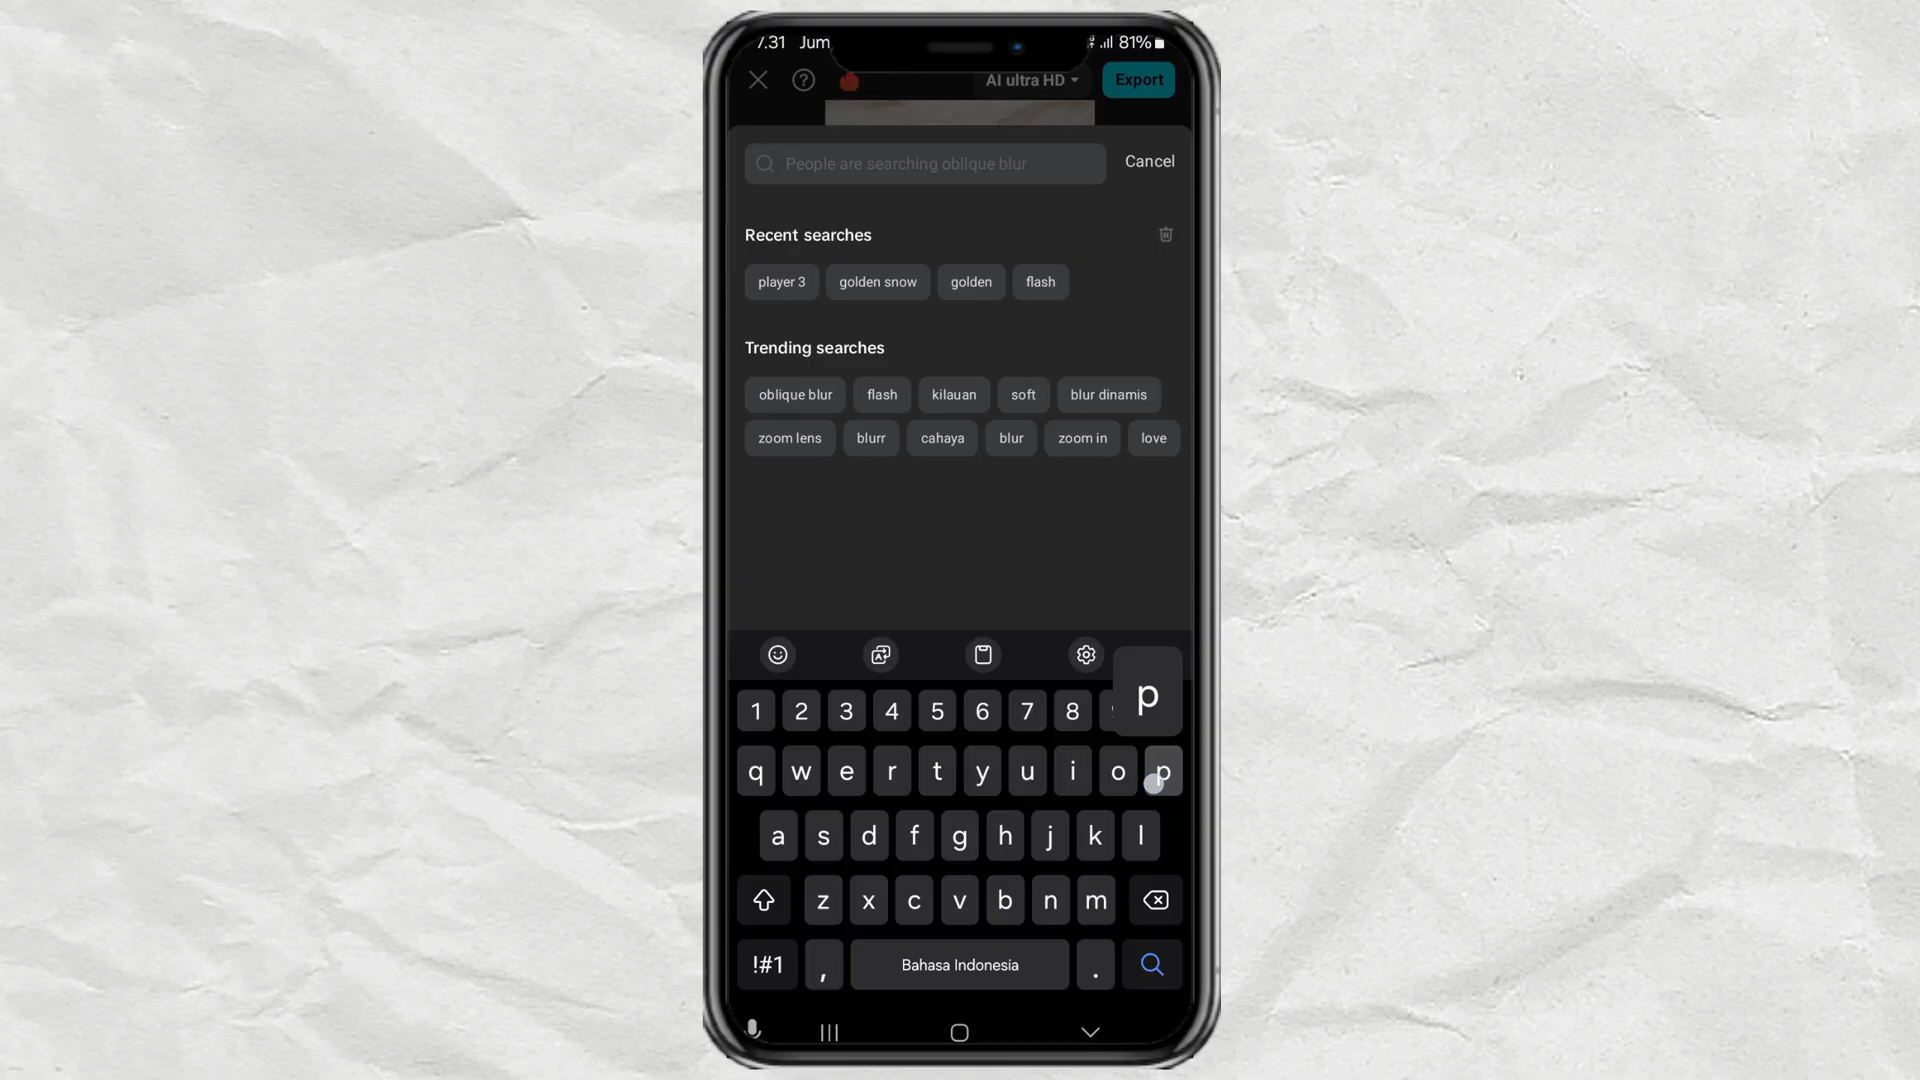 7.31 Jum 81%
AI ultra HD Export
People are searching oblique blur Cancel
Recent searches
player 3 golden snow golden flash
Trending searches
oblique blur flash kilauan soft blur dinamis
zoom lens blurr cahaya blur zoom in love
p
1 2 3 4 5 6 7 8
q w e r t y u i o p
a s d f g h j k l
z x c v b n m
!#1 , Bahasa Indonesia .